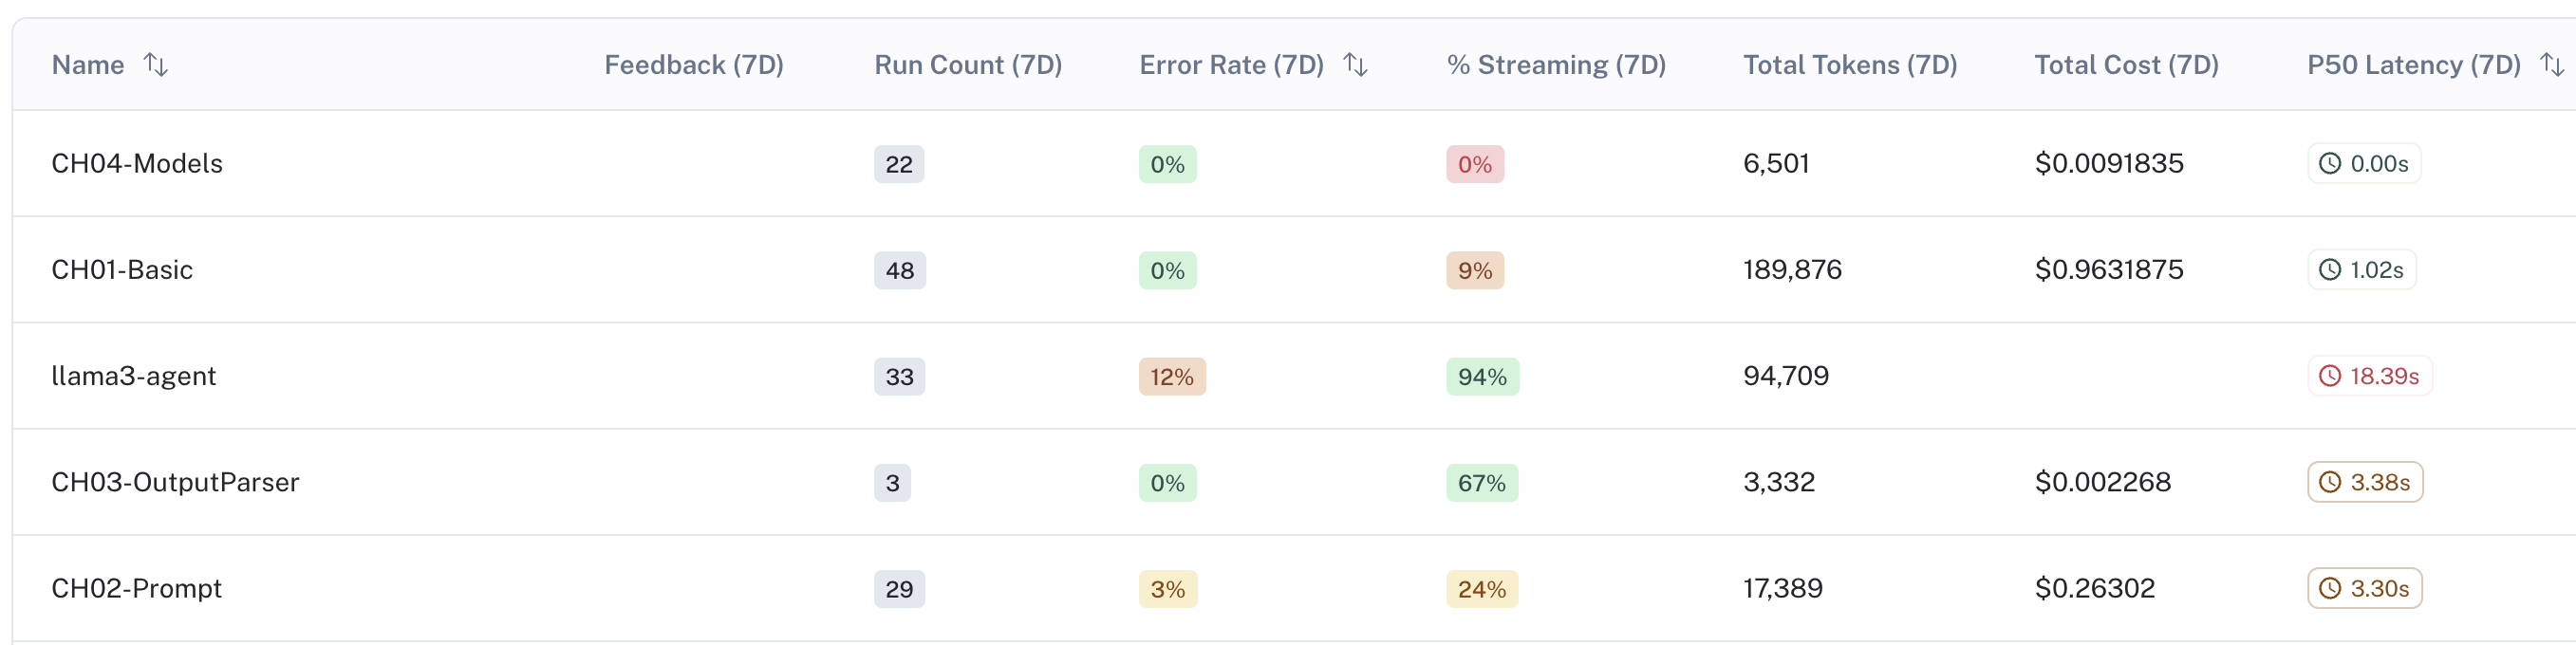 Name Feedback (7D) Run Count (7D) Error Rate (7D) % Streaming (7D) Total Tokens (7D) Total Cost (7D) P50 Latency (7D)
CH04-Models 22 0% 0% 6,501 $0.0091835 0.00s
CH01-Basic 48 0% 9% 189,876 $0.9631875 1.02s
llama3-agent 33 12% 94% 94,709 18.39s
CH03-OutputParser 3 0% 67% 3,332 $0.002268 3.38s
CH02-Prompt 29 3% 24% 17,389 $0.26302 3.30s